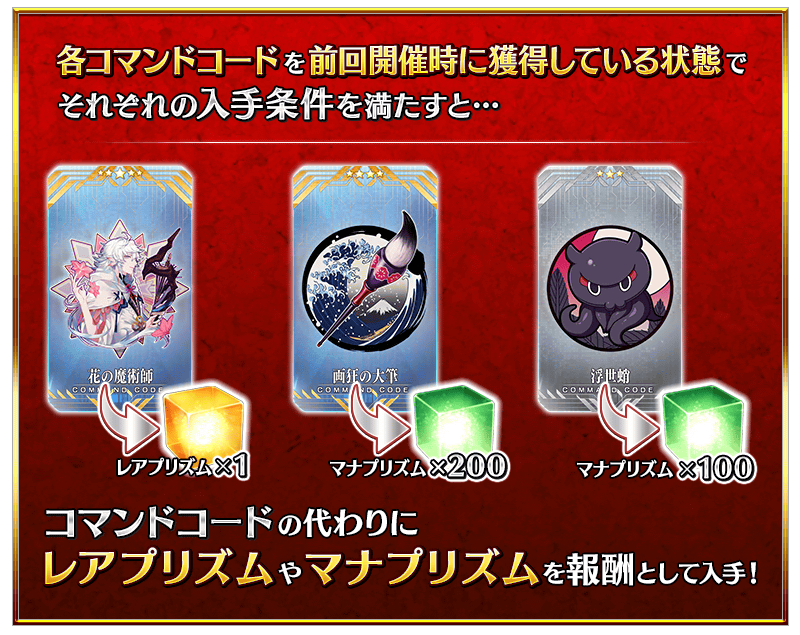 各コマンドコードを前回開催時に獲得している状態で
それぞれの入手条件を満たすと…
花の魔術師
COMMAND CODE
画狂の大筆
COMMAND CODE
浮世蛸
COMMAND CODE
レアプリズム×1
マナプリズム×200
マナプリズム×100
コマンドコードの代わりに
レアプリズムやマナプリズムを報酬として入手!